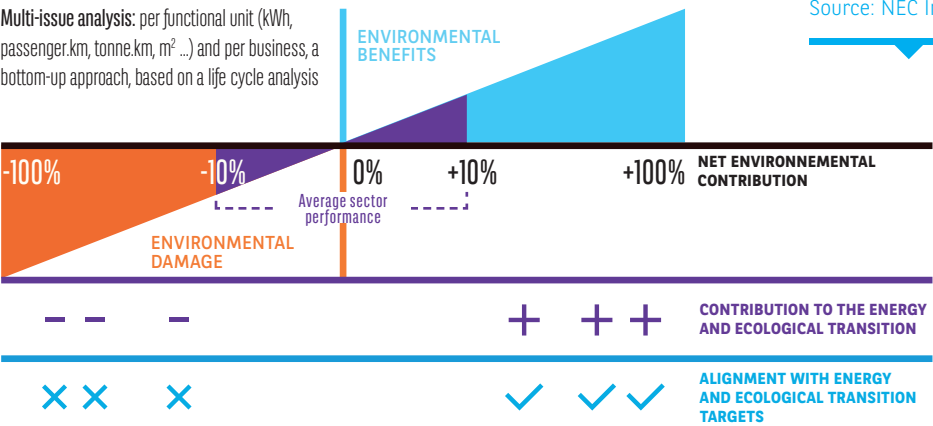 Multi-issue analysis: per functional unit (kWh,
passenger.km, tonne.km, m² ...) and per business, a
bottom-up approach, based on a life cycle analysis
Source: NEC
ENVIRONMENTAL
BENEFITS
-100%
-10%
0%
+10%
+100%
NET ENVIRONNEMENTAL
CONTRIBUTION
Average sector
performance
ENVIRONMENTAL
DAMAGE
– –
–
+
+ +
CONTRIBUTION TO THE ENERGY
AND ECOLOGICAL TRANSITION
ALIGNMENT WITH ENERGY
AND ECOLOGICAL TRANSITION
TARGETS